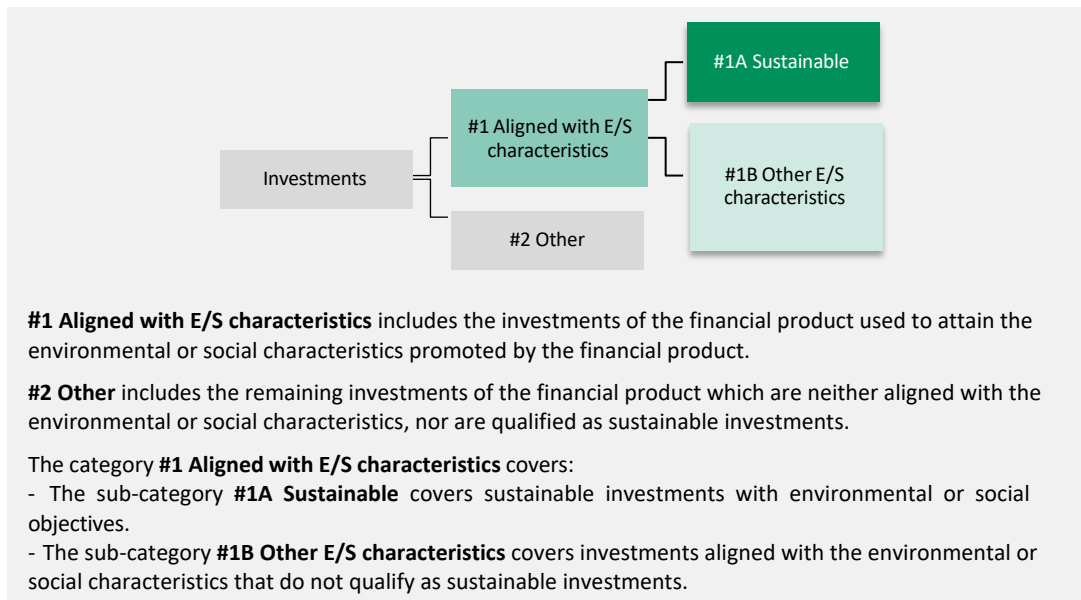 #1A Sustainable
#1 Aligned with E/S
characteristics
Investments
#1B Other E/S
characteristics
#2 Other
#1 Aligned with E/S characteristics includes the investments of the financial product used to attain the
environmental or social characteristics promoted by the financial product.
#2 Other includes the remaining investments of the financial product which are neither aligned with the
environmental or social characteristics, nor are qualified as sustainable investments.
The category #1 Aligned with E/S characteristics covers:
- The sub-category #1A Sustainable covers sustainable investments with environmental or social
objectives.
- The sub-category #1B Other E/S characteristics covers investments aligned with the environmental or
social characteristics that do not qualify as sustainable investments.